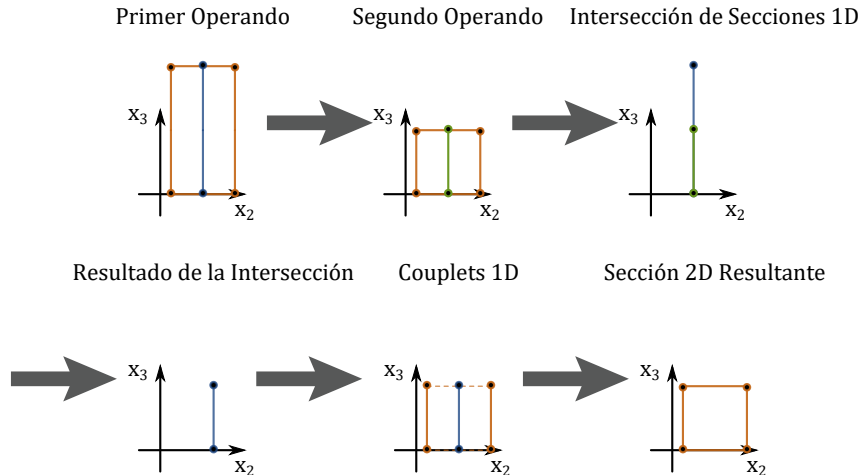 Primer Operando
Segundo Operando
Intersección de Secciones 1D
x3
x2
x3
x2
x3
x2
Resultado de la Intersección
Couplets 1D
Sección 2D Resultante
x3
x2
x3
x2
x3
x2